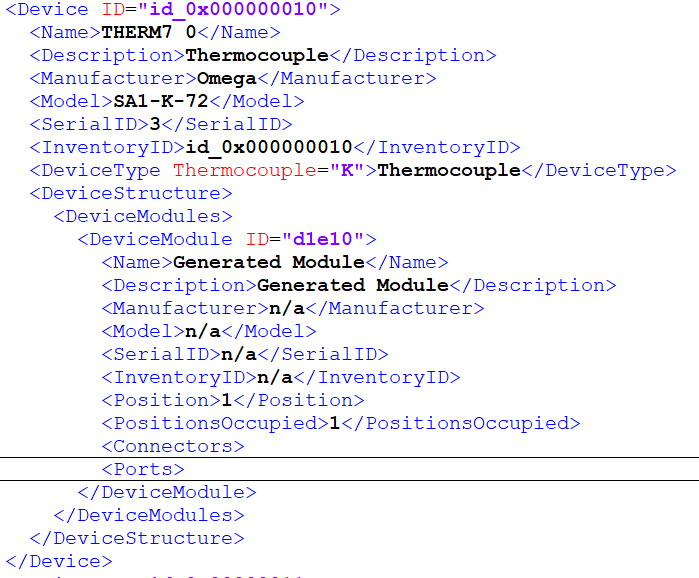 <Device ID="id_0x000000010">
<Name>THERM7 0</Name>
<Description>Thermocouple</Description>
<Manufacturer>Omega</Manufacturer>
<Model>SA1-K-72</Model>
<SerialID>3</SerialID>
<InventoryID>id_0x000000010</InventoryID>
<DeviceType Thermocouple="K">Thermocouple</DeviceType>
<DeviceStructure>
<DeviceModules>
<DeviceModule ID="d1e10">
<Name>Generated Module</Name>
<Description>Generated Module</Description>
<Manufacturer>n/a</Manufacturer>
<Model>n/a</Model>
<SerialID>n/a</SerialID>
<InventoryID>n/a</InventoryID>
<Position>1</Position>
<PositionsOccupied>1</PositionsOccupied>
<Connectors>
<Ports>
</DeviceModule>
</DeviceModules>
</DeviceStructure>
</Device>